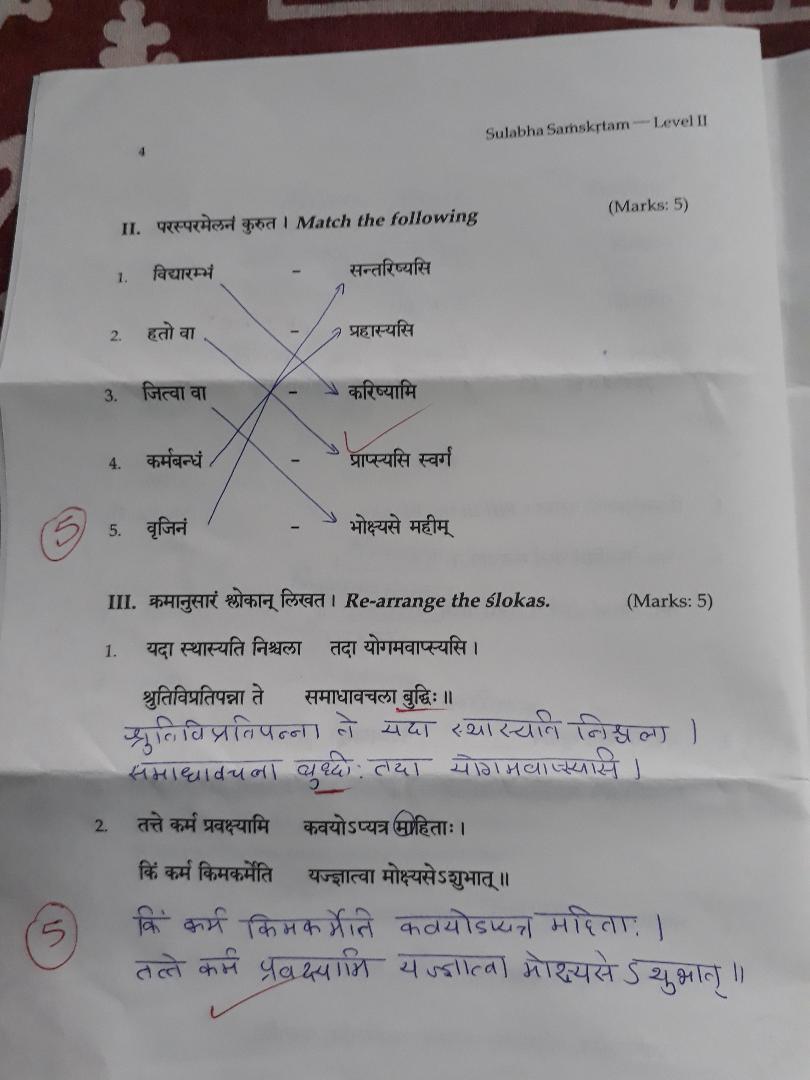 4
Sulabha Saṁskṛtam — Level II
II. परस्परमेलनं कुरुत । Match the following (Marks: 5)
1. विद्यारम्भं - सन्तरिष्यसि
2. हतो वा - प्रहास्यसि
3. जित्वा वा - करिष्यामि
4. कर्मबन्धं - प्राप्स्यसि स्वर्गं
5. वृजिनं - भोक्ष्यसे महीम्
5
III. क्रमानुसारं श्लोकान् लिखत । Re-arrange the ślokas. (Marks: 5)
1. यदा स्थास्यति निश्चला तदा योगमवाप्स्यसि ।
श्रुतिविप्रतिपन्ना ते समाधावचला बुद्धिः ॥
श्रुतिविप्रतिपन्ना ते यदा स्थास्यति निश्चला ।
समाधावचला बुध्दी: तदा योगमवाप्स्यसि ।
2. तत्ते कर्म प्रवक्ष्यामि कवयोऽप्यत्र मोहिताः ।
किं कर्म किमकर्मेति यज्ज्ञात्वा मोक्ष्यसेऽशुभात् ॥
किं कर्म किमकर्मेति कवयोऽप्यत्र महिता: ।
तत्ते कर्म प्रवक्ष्यामि यज्ज्ञात्वा मोक्ष्यसे ऽशुभात् ॥
5